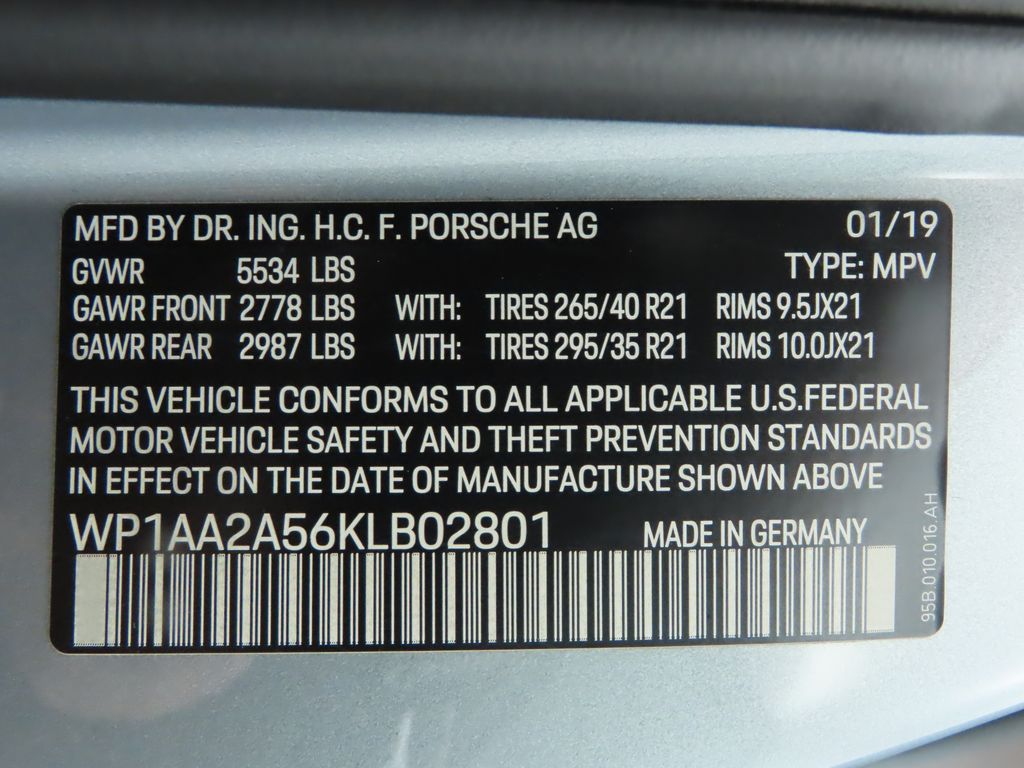 MFD BY DR. ING. H.C. F. PORSCHE AG 01/19
GVWR 5534 LBS TYPE: MPV
GAWR FRONT 2778 LBS WITH: TIRES 265/40 R21 RIMS 9.5JX21
GAWR REAR 2987 LBS WITH: TIRES 295/35 R21 RIMS 10.0JX21
THIS VEHICLE CONFORMS TO ALL APPLICABLE U.S.FEDERAL
MOTOR VEHICLE SAFETY AND THEFT PREVENTION STANDARDS
IN EFFECT ON THE DATE OF MANUFACTURE SHOWN ABOVE
WP1AA2A56KLB02801 MADE IN GERMANY
95B.010.016.AH